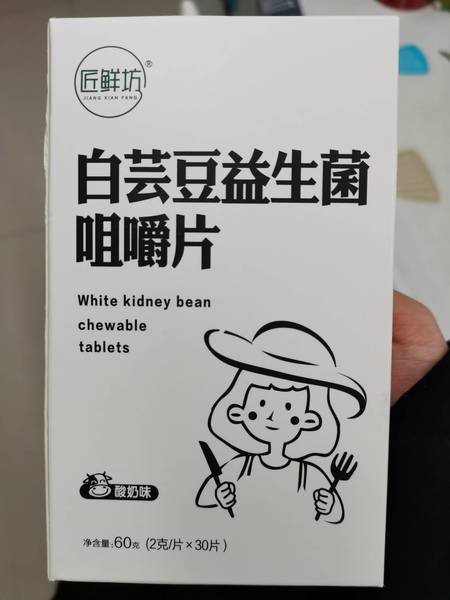 匠鲜坊®
JIANG XIAN FANG
白芸豆益生菌
咀嚼片
White kidney bean
chewable
tablets
酸奶味
净含量:60克 (2克/片×30片)